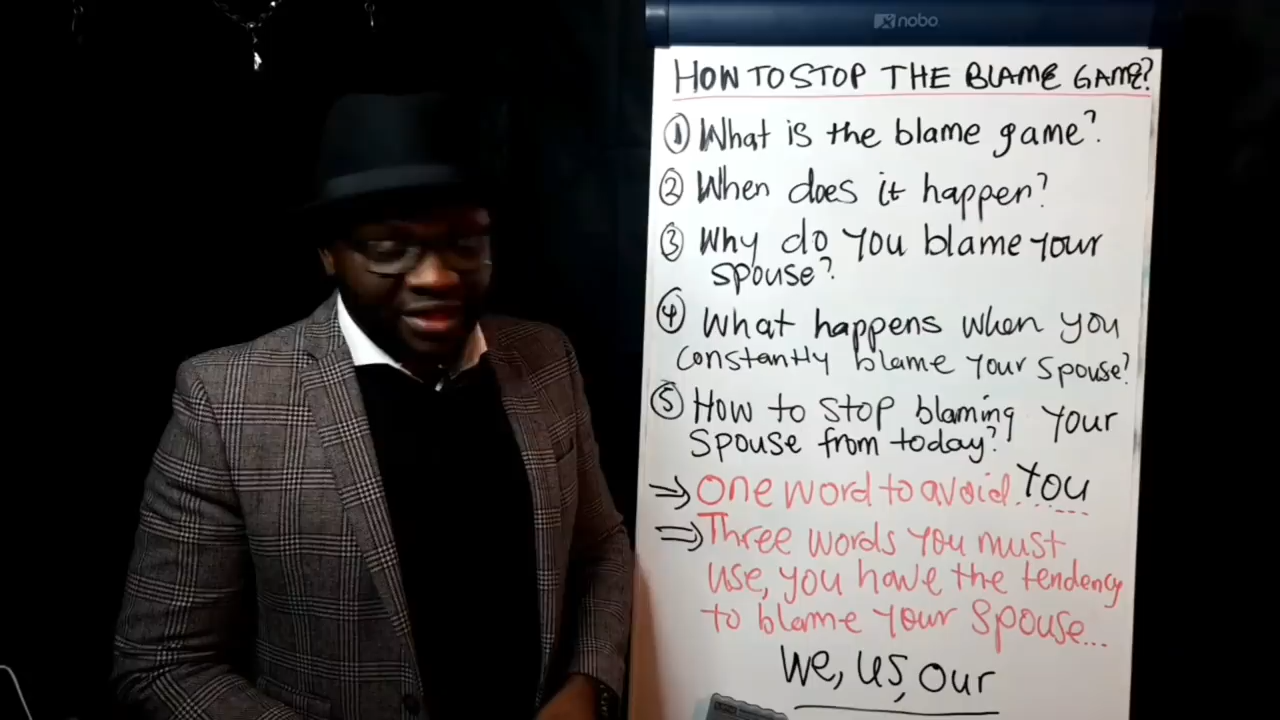 nobo
HOW TO STOP THE BLAME GAME?
① What is the blame game?
② When does it happen?
③ Why do you blame your
spouse?
④ What happens when you
constantly blame your spouse?
⑤ How to stop blaming your
spouse from today?
⇒ One word to avoid... You
⇒ Three words you must
use, you have the tendency
to blame your spouse...
We, us, our